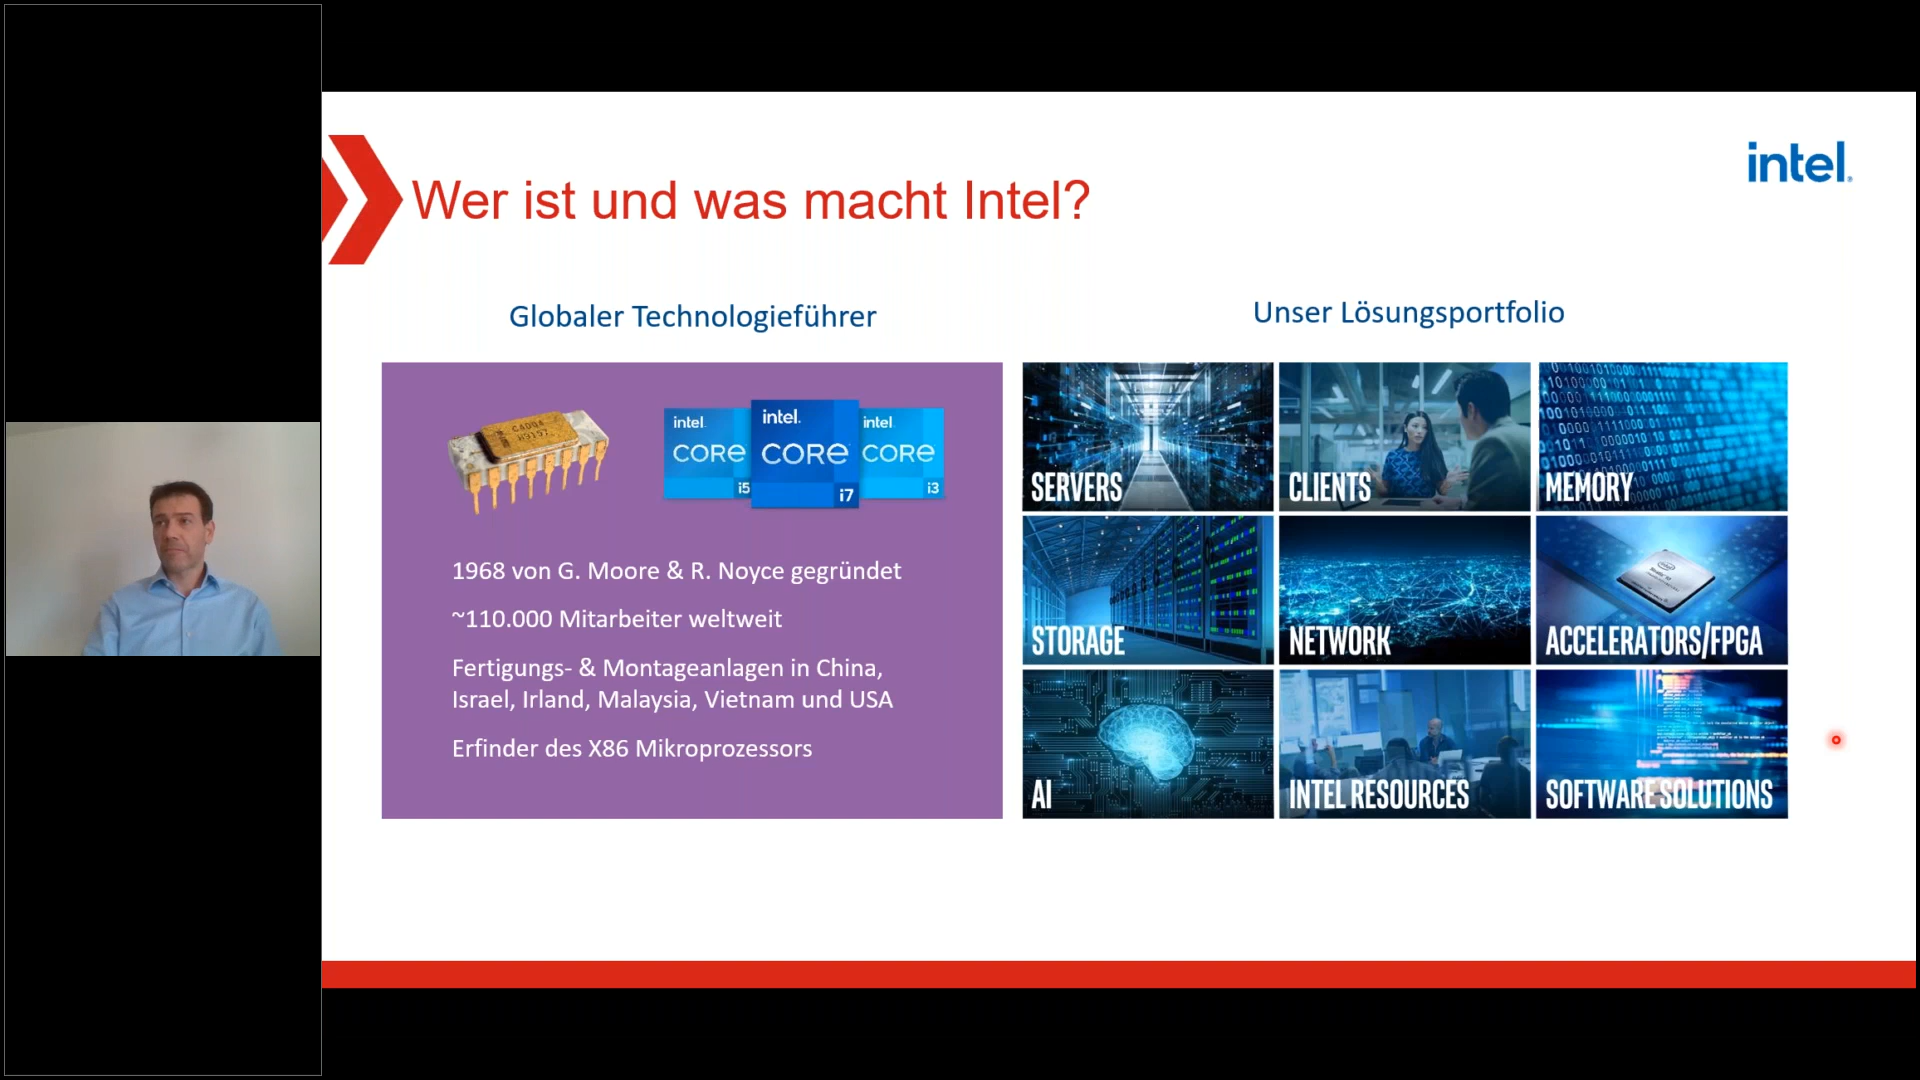 intel.
Wer ist und was macht Intel?
Globaler Technologieführer
Unser Lösungsportfolio
C4004
intel.
CORE
i5
intel.
CORE
i7
intel
CORE
i3
1968 von G. Moore & R. Noyce gegründet
~110.000 Mitarbeiter weltweit
Fertigungs- & Montageanlagen in China,
Israel, Irland, Malaysia, Vietnam und USA
Erfinder des X86 Mikroprozessors
SERVERS
CLIENTS
MEMORY
STORAGE
NETWORK
ACCELERATORS/FPGA
AI
INTEL RESOURCES
SOFTWARE SOLUTIONS